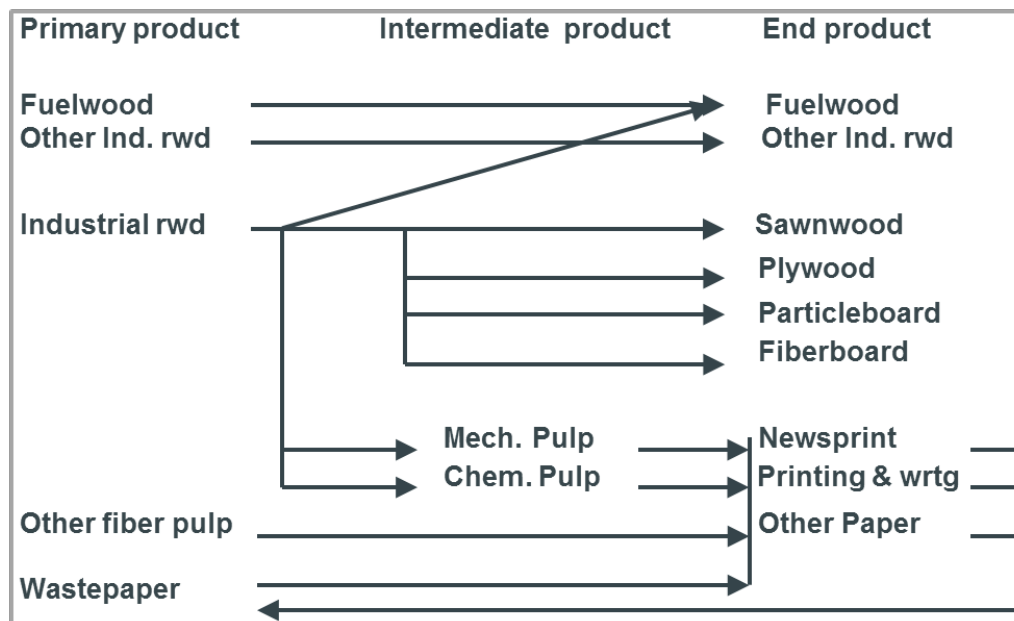 Primary product Intermediate product End product
Fuelwood Fuelwood
Other Ind. rwd Other Ind. rwd
Industrial rwd Sawnwood
Plywood
Particleboard
Fiberboard
Mech. Pulp Newsprint
Chem. Pulp Printing & wrtg
Other fiber pulp Other Paper
Wastepaper